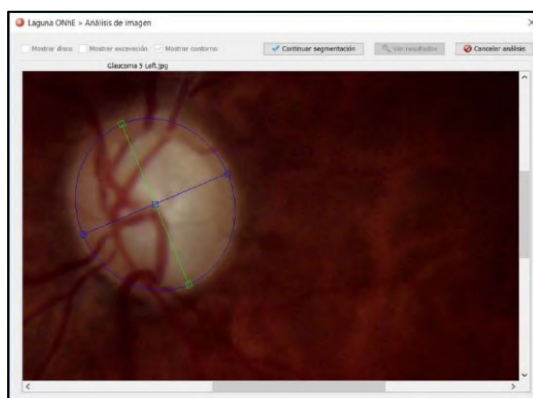 Laguna ONhE > Análisis de imagen
Mostrar disco Mostrar excavación Mostrar contorno Continuar segmentación Ver resultados Cancelar análisis
Glaucoma 5 Left.jpg